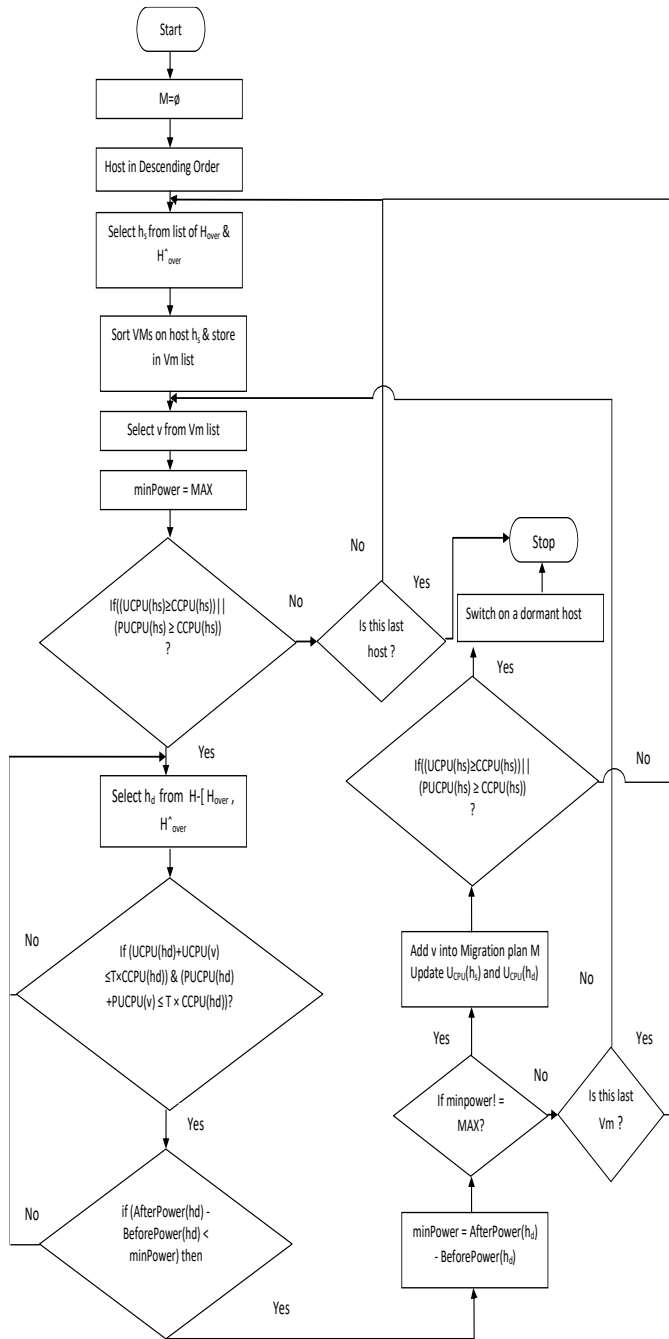 Start
M=ø
Host in Descending Order
Select hs from list of Hover &
H^over
Sort VMs on host hs & store
in Vm list
Select v from Vm list
minPower = MAX
If((UCPU(hs)≥CCPU(hs))||
(PUCPU(hs) ≥ CCPU(hs))
?
No
Is this last
host ?
No
Yes
Stop
Switch on a dormant host
Yes
If((UCPU(hs)≥CCPU(hs))||
(PUCPU(hs) ≥ CCPU(hs))
?
No
Yes
Select hd from H-[ Hover ,
H^over
If (UCPU(hd)+UCPU(v)
≤T×CCPU(hd)) & (PUCPU(hd)
+PUCPU(v) ≤ T × CCPU(hd))?
No
Yes
if (AfterPower(hd) -
BeforePower(hd) <
minPower) then
No
Yes
minPower = AfterPower(hd)
- BeforePower(hd)
If minpower! =
MAX?
Yes
No
Add v into Migration plan M
Update UCPU(hs) and UCPU(hd)
Is this last
Vm ?
No
Yes